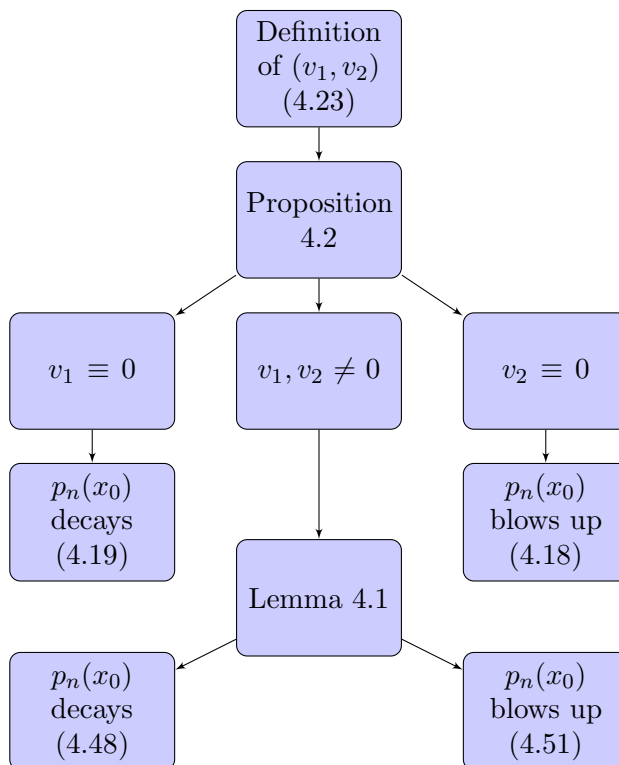 Definition
of (v₁, v₂)
(4.23)
Proposition
4.2
v₁ ≡ 0
v₁, v₂ ≠ 0
v₂ ≡ 0
pₙ(x₀)
decays
(4.19)
pₙ(x₀)
blows up
(4.18)
Lemma 4.1
pₙ(x₀)
decays
(4.48)
pₙ(x₀)
blows up
(4.51)